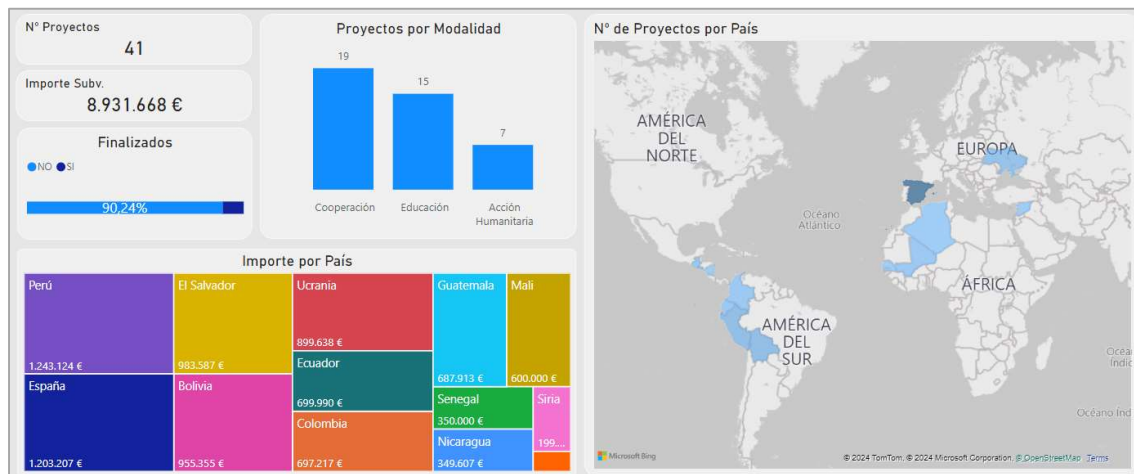 Nº Proyectos
41
Importe Subv.
8.931.668 €
Finalizados
NO SI
90,24%
Proyectos por Modalidad
19
15
7
Cooperación
Educación
Acción
Humanitaria
Importe por País
Perú
1.243.124 €
España
1.203.207 €
El Salvador
983.587 €
Bolivia
955.355 €
Ucrania
899.638 €
Ecuador
699.990 €
Colombia
697.217 €
Guatemala
687.913 €
Mali
600.000 €
Senegal
350.000 €
Nicaragua
349.607 €
Siria
199....
Nº de Proyectos por País
AMÉRICA
DEL
NORTE
EUROPA
Océano
Atlántico
ÁFRICA
AMÉRICA
DEL
SUR
Océa
Índic
Océano Índ
Microsoft Bing
© 2024 TomTom, © 2024 Microsoft Corporation, © OpenStreetMap Terms